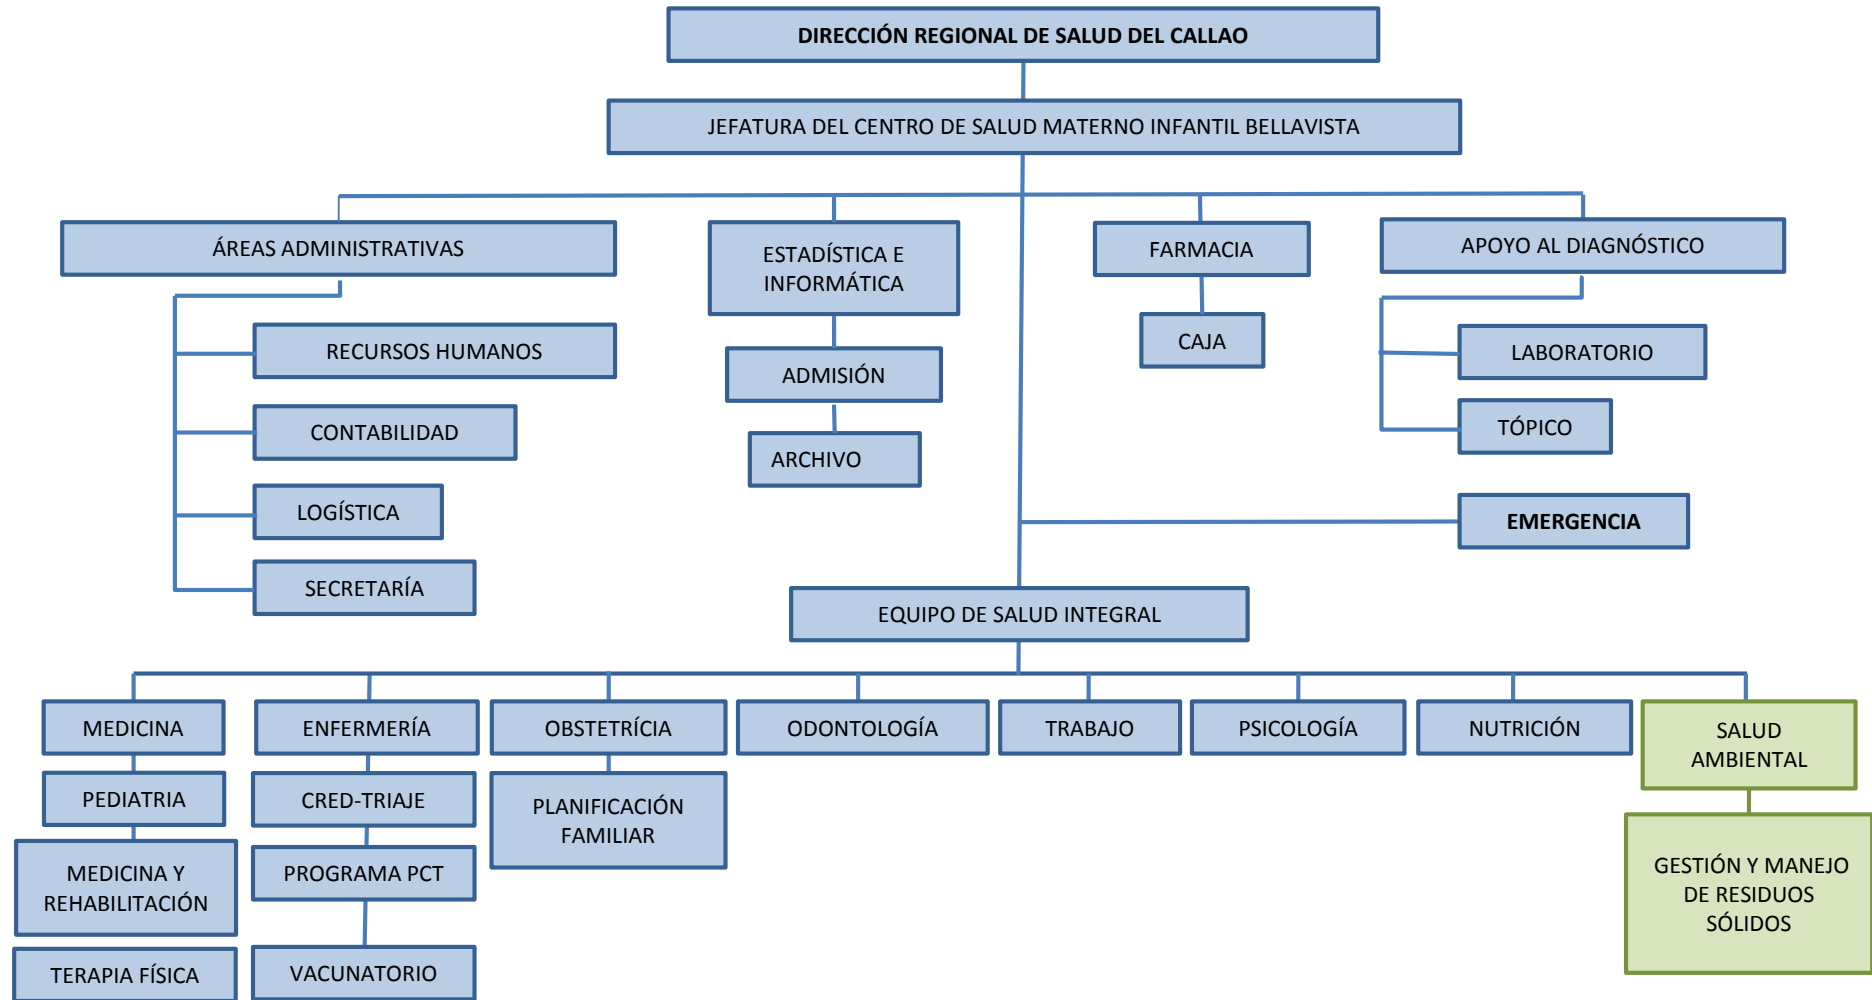 DIRECCIÓN REGIONAL DE SALUD DEL CALLAO
JEFATURA DEL CENTRO DE SALUD MATERNO INFANTIL BELLAVISTA
ÁREAS ADMINISTRATIVAS
RECURSOS HUMANOS
CONTABILIDAD
LOGÍSTICA
SECRETARÍA
ESTADÍSTICA E
INFORMÁTICA
ADMISIÓN
ARCHIVO
FARMACIA
CAJA
APOYO AL DIAGNÓSTICO
LABORATORIO
TÓPICO
EMERGENCIA
EQUIPO DE SALUD INTEGRAL
MEDICINA
PEDIATRIA
MEDICINA Y
REHABILITACIÓN
TERAPIA FÍSICA
ENFERMERÍA
CRED-TRIAJE
PROGRAMA PCT
VACUNATORIO
OBSTETRÍCIA
PLANIFICACIÓN
FAMILIAR
ODONTOLOGÍA
TRABAJO
PSICOLOGÍA
NUTRICIÓN
SALUD
AMBIENTAL
GESTIÓN Y MANEJO
DE RESIDUOS
SÓLIDOS